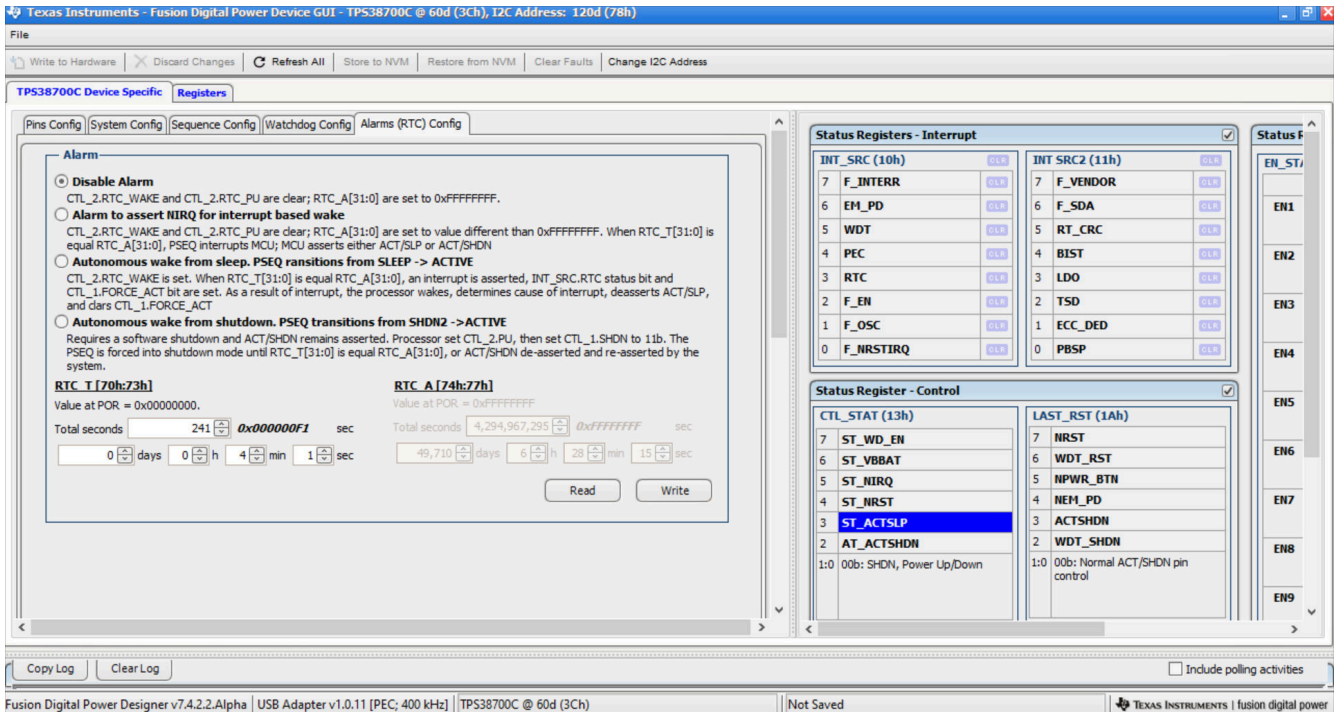 Texas Instruments - Fusion Digital Power Device GUI - TPS38700C @ 60d (3Ch), I2C Address: 120d (78h)
File
Write to Hardware Discard Changes Refresh All Store to NVM Restore from NVM Clear Faults Change I2C Address
TPS38700C Device Specific Registers
Pins Config System Config Sequence Config Watchdog Config Alarms (RTC) Config
Alarm
Disable Alarm
CTL_2.RTC_WAKE and CTL_2.RTC_PU are clear; RTC_A[31:0] are set to 0xFFFFFFFF.
Alarm to assert NIRQ for interrupt based wake
CTL_2.RTC_WAKE and CTL_2.RTC_PU are clear; RTC_A[31:0] are set to value different than 0xFFFFFFFF. When RTC_T[31:0] is
equal RTC_A[31:0], PSEQ interrupts MCU; MCU asserts either ACT/SLP or ACT/SHDN
Autonomous wake from sleep. PSEQ ransitions from SLEEP -> ACTIVE
CTL_2.RTC_WAKE is set. When RTC_T[31:0] is equal RTC_A[31:0], an interrupt is asserted, INT_SRC.RTC status bit and
CTL_1.FORCE_ACT bit are set. As a result of interrupt, the processor wakes, determines cause of interrupt, deasserts ACT/SLP,
and clars CTL_1.FORCE_ACT
Autonomous wake from shutdown. PSEQ transitions from SHDN2 ->ACTIVE
Requires a software shutdown and ACT/SHDN remains asserted. Processor set CTL_2.PU, then set CTL_1.SHDN to 11b. The
PSEQ is forced into shutdown mode until RTC_T[31:0] is equal RTC_A[31:0], or ACT/SHDN de-asserted and re-asserted by the
system.
RTC_T [70h:73h] RTC_A [74h:77h]
Value at POR = 0x00000000. Value at POR = 0xFFFFFFFF
Total seconds 241 0x000000F1 sec Total seconds 4,294,967,295 0xFFFFFFFF sec
0 days 0 h 4 min 1 sec 49,710 days 6 h 28 min 15 sec
Read Write
Status Registers - Interrupt
INT_SRC (10h) CLR INT SRC2 (11h) CLR
7 F_INTERR CLR 7 F_VENDOR CLR
6 EM_PD CLR 6 F_SDA CLR
5 WDT CLR 5 RT_CRC CLR
4 PEC CLR 4 BIST CLR
3 RTC CLR 3 LDO CLR
2 F_EN CLR 2 TSD CLR
1 F_OSC CLR 1 ECC_DED CLR
0 F_NRSTIRQ CLR 0 PBSP CLR
Status Register - Control
CTL_STAT (13h) LAST_RST (1Ah)
7 ST_WD_EN 7 NRST
6 ST_VBBAT 6 WDT_RST
5 ST_NIRQ 5 NPWR_BTN
4 ST_NRST 4 NEM_PD
3 ST_ACTSLP 3 ACTSHDN
2 AT_ACTSHDN 2 WDT_SHDN
1:0 00b: SHDN, Power Up/Down 1:0 00b: Normal ACT/SHDN pin
control
Status
EN_STA
EN1
EN2
EN3
EN4
EN5
EN6
EN7
EN8
EN9
Copy Log Clear Log Include polling activities
Fusion Digital Power Designer v7.4.2.2.Alpha USB Adapter v1.0.11 [PEC; 400 kHz] TPS38700C @ 60d (3Ch) Not Saved TEXAS INSTRUMENTS | fusion digital power